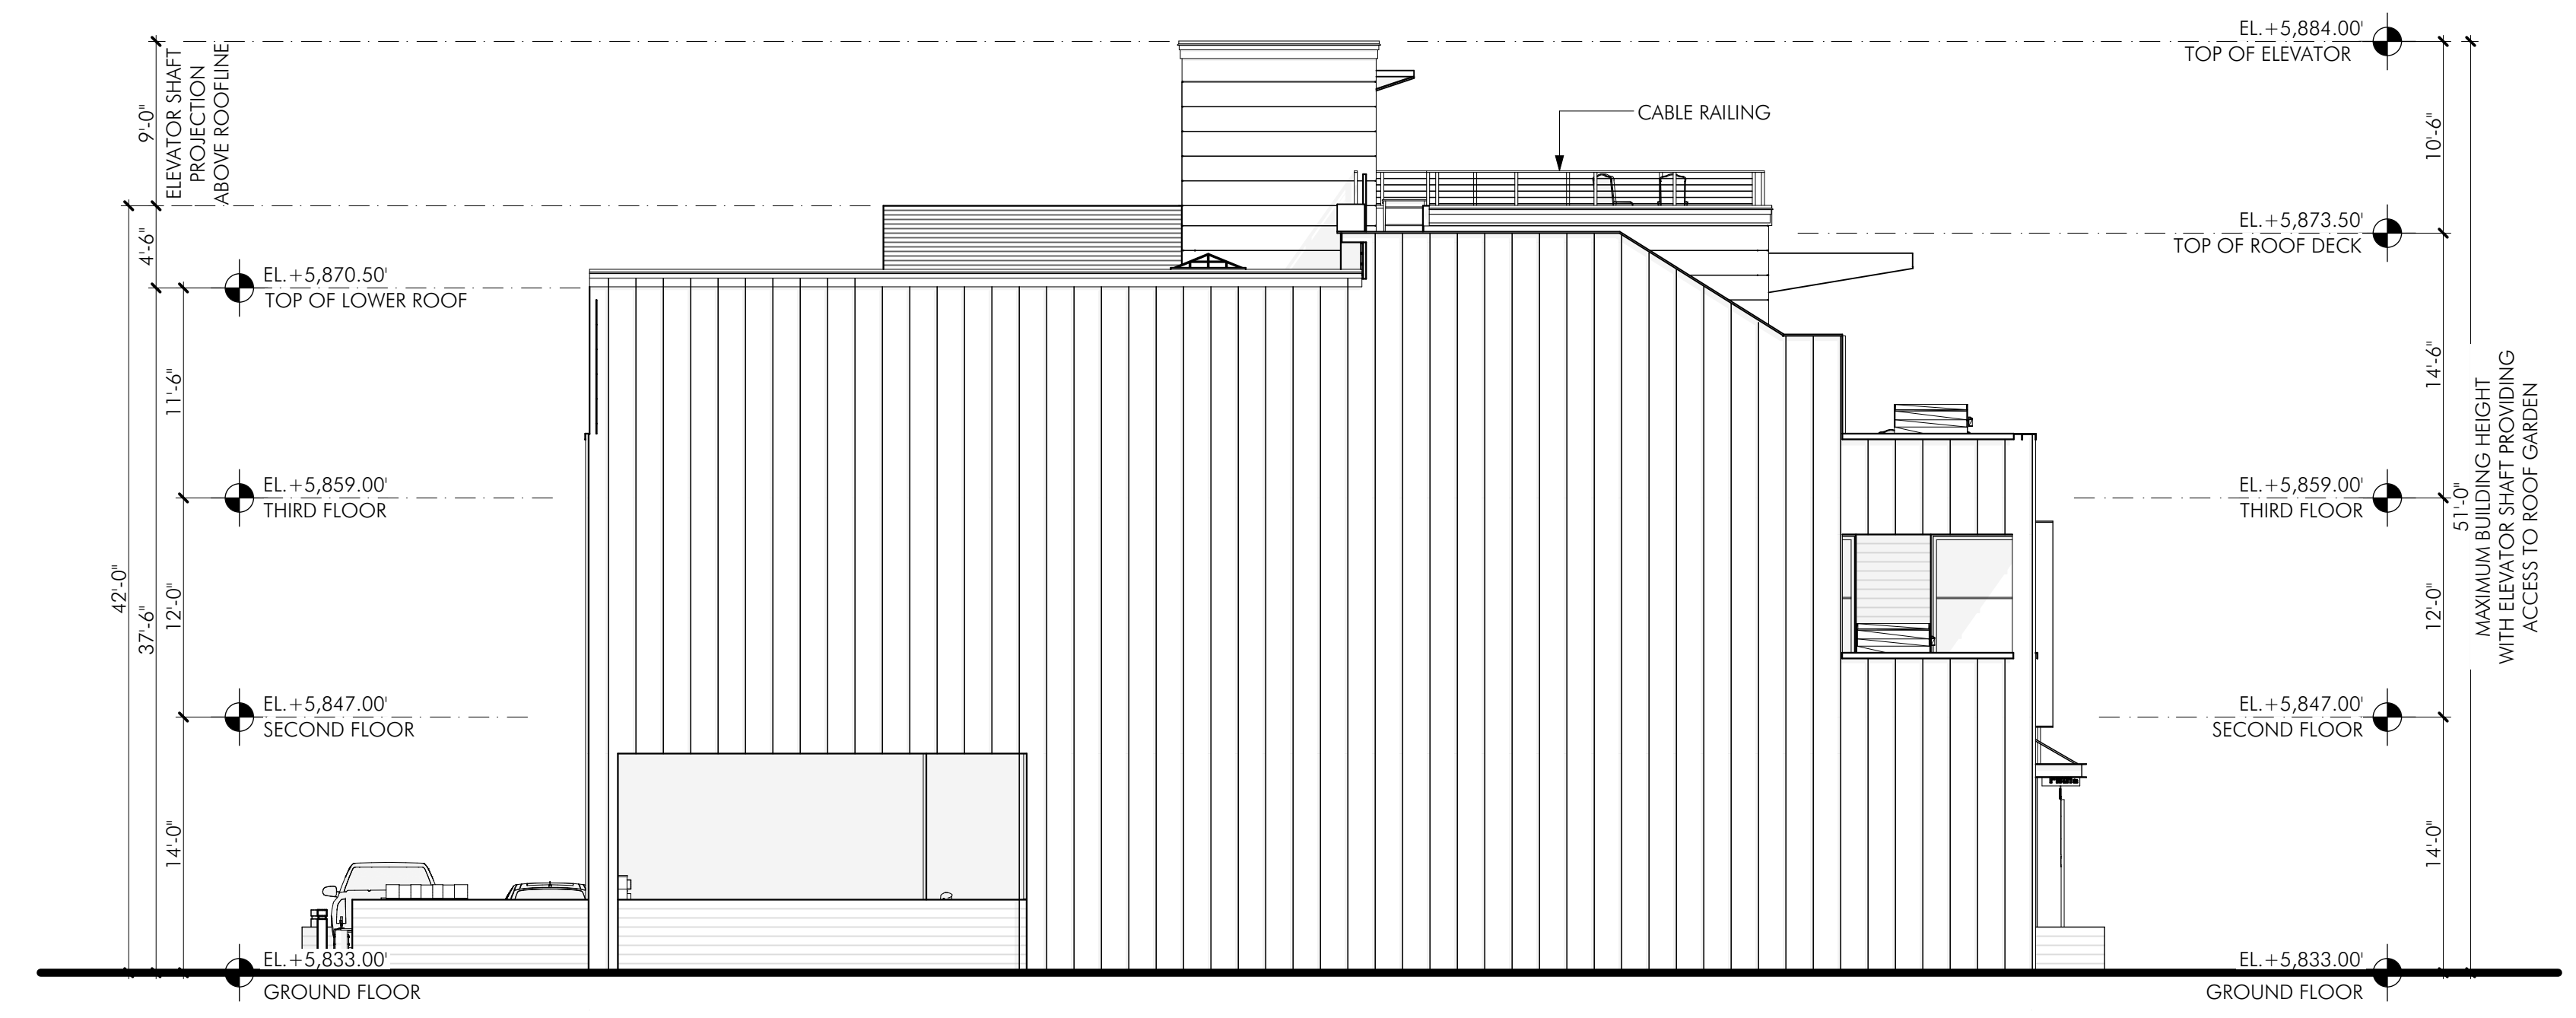 EL.+5,884.00'
TOP OF ELEVATOR
9'-0"
ELEVATOR SHAFT
PROJECTION
ABOVE ROOFLINE
CABLE RAILING
10'-6"
EL.+5,873.50'
TOP OF ROOF DECK
4'-6"
EL.+5,870.50'
TOP OF LOWER ROOF
11'-6"
14'-6"
EL.+5,859.00'
THIRD FLOOR
EL.+5,859.00'
THIRD FLOOR
51'-0"
MAXIMUM BUILDING HEIGHT
WITH ELEVATOR SHAFT PROVIDING
ACCESS TO ROOF GARDEN
42'-0"
37'-6"
12'-0"
12'-0"
EL.+5,847.00'
SECOND FLOOR
EL.+5,847.00'
SECOND FLOOR
14'-0"
14'-0"
EL.+5,833.00'
GROUND FLOOR
EL.+5,833.00'
GROUND FLOOR